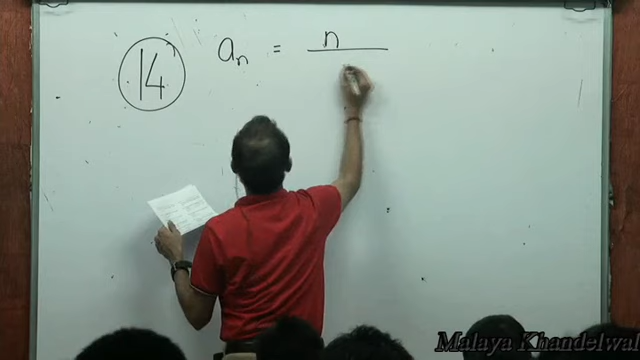 14 aₙ = n/
Malaya Khandelwal